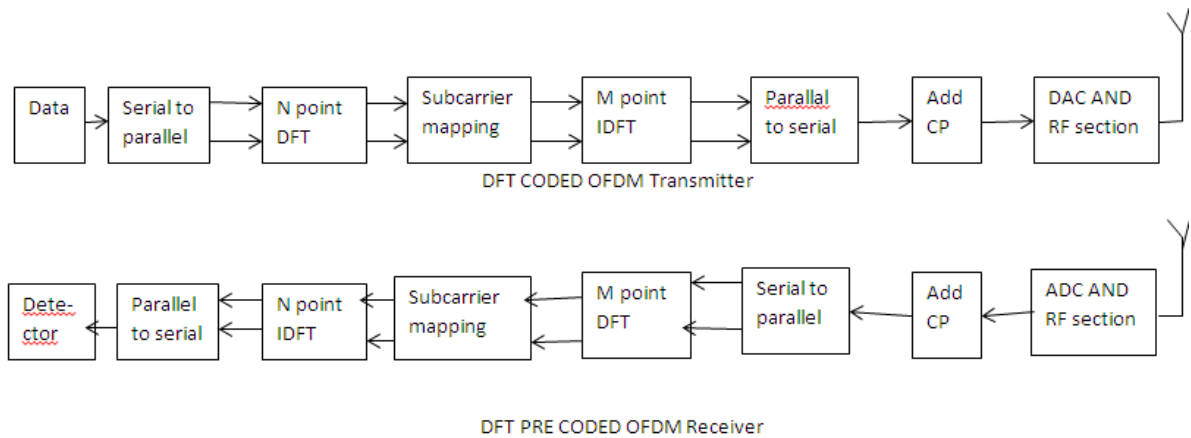 Data
Serial to
parallel
N point
DFT
Subcarrier
mapping
M point
IDFT
Parallal
to serial
Add
CP
DAC AND
RF section
DFT CODED OFDM Transmitter
Dete-
ctor
Parallel
to serial
N point
IDFT
Subcarrier
mapping
M point
DFT
Serial to
parallel
Add
CP
ADC AND
RF section
DFT PRE CODED OFDM Receiver